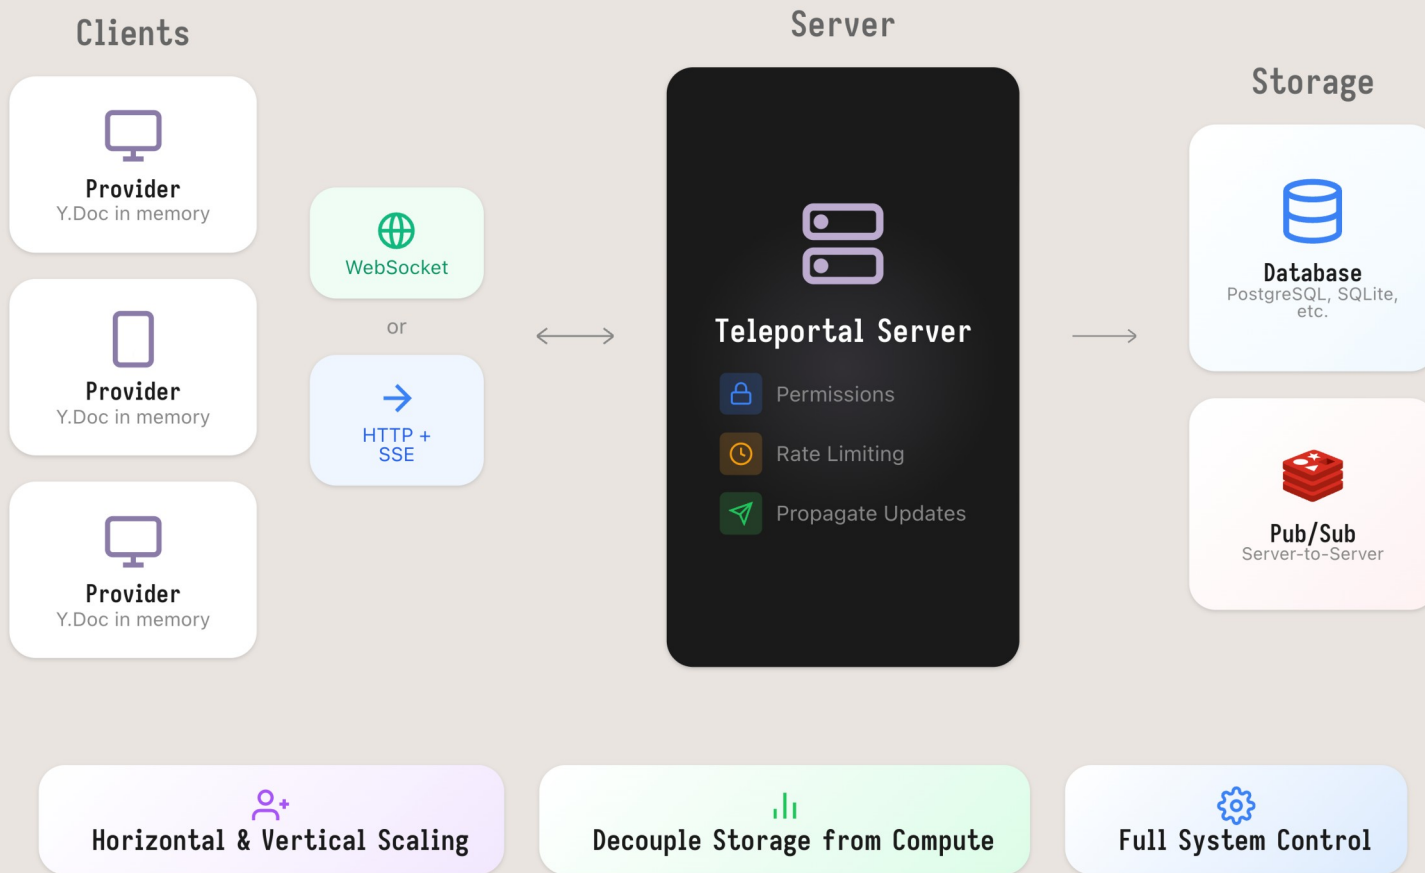 Clients
Server
Storage
Provider
Y.Doc in memory
Provider
Y.Doc in memory
Provider
Y.Doc in memory
WebSocket
or
HTTP +
SSE
Teleportal Server
Permissions
Rate Limiting
Propagate Updates
Database
PostgreSQL, SQLite,
etc.
Pub/Sub
Server-to-Server
Horizontal & Vertical Scaling
Decouple Storage from Compute
Full System Control